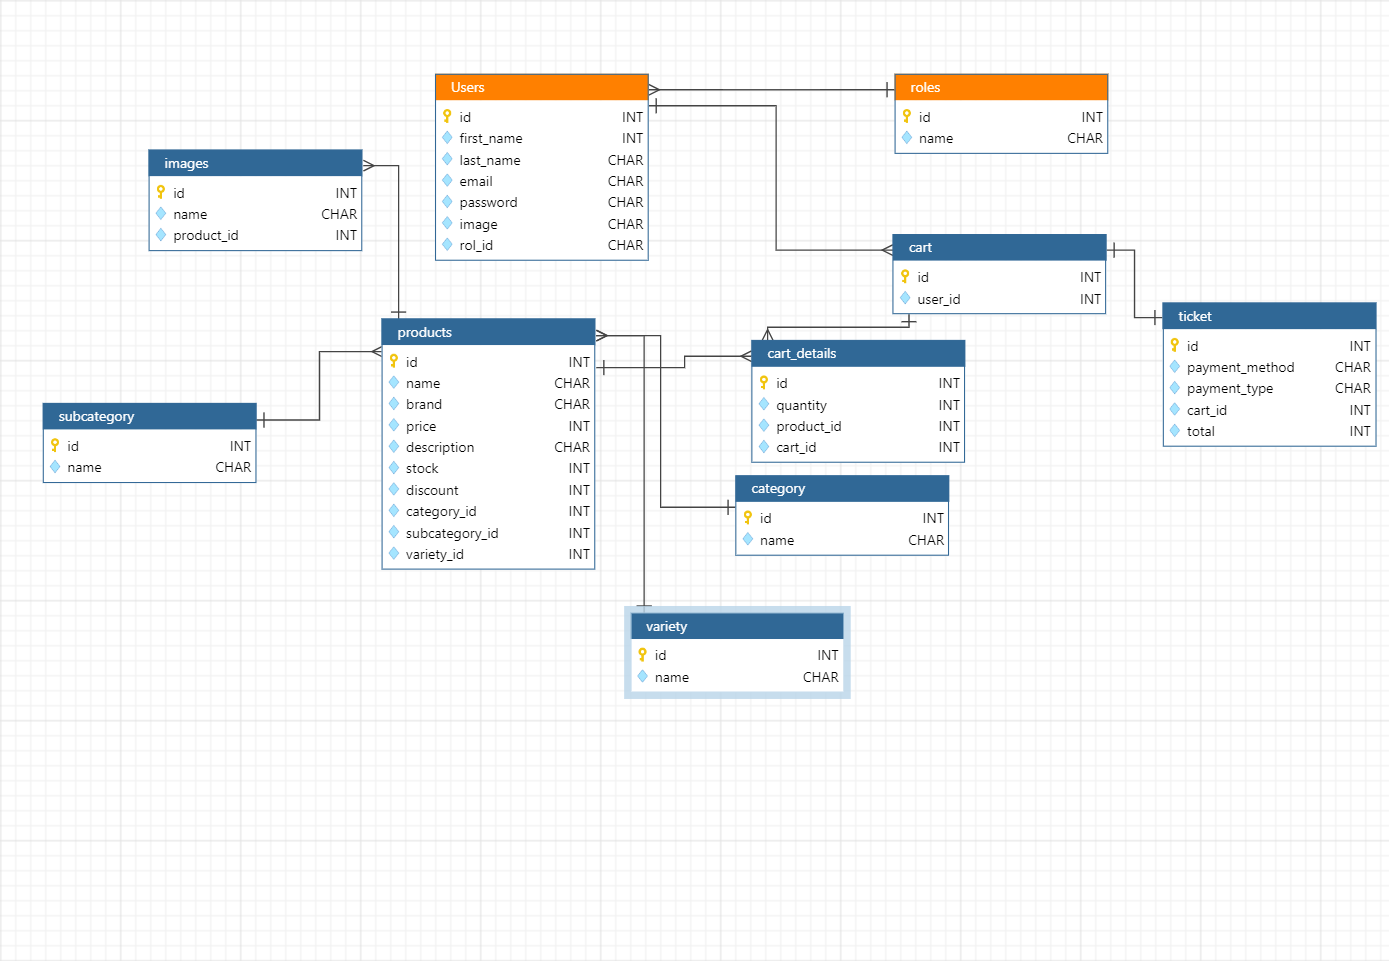 Users
id INT
first_name INT
last_name CHAR
email CHAR
password CHAR
image CHAR
rol_id CHAR
roles
id INT
name CHAR
images
id INT
name CHAR
product_id INT
cart
id INT
user_id INT
ticket
id INT
payment_method CHAR
payment_type CHAR
cart_id INT
total INT
products
id INT
name CHAR
brand CHAR
price INT
description CHAR
stock INT
discount INT
category_id INT
subcategory_id INT
variety_id INT
cart_details
id INT
quantity INT
product_id INT
cart_id INT
subcategory
id INT
name CHAR
category
id INT
name CHAR
variety
id INT
name CHAR